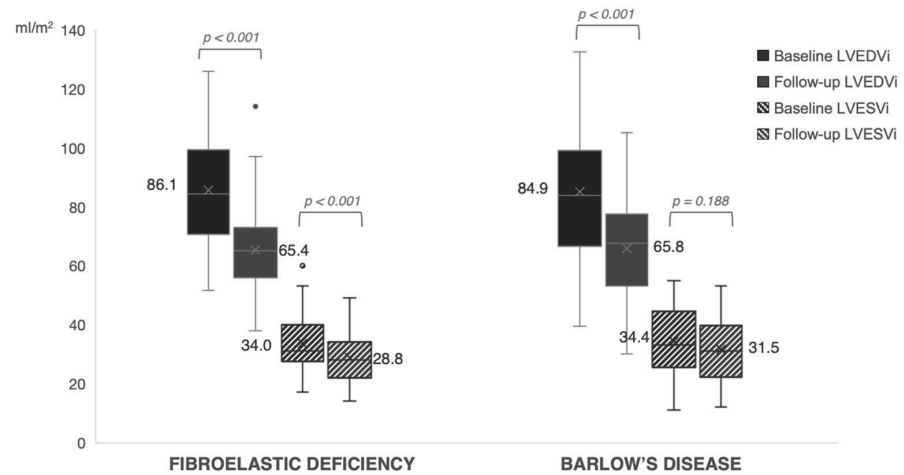 ml/m²
140
120
100
80
60
40
20
0
p < 0.001
86.1
65.4
p < 0.001
34.0
28.8
p < 0.001
84.9
65.8
p = 0.188
34.4
31.5
Baseline LVEDVi
Follow-up LVEDVi
Baseline LVESVi
Follow-up LVESVi
FIBROELASTIC DEFICIENCY
BARLOW'S DISEASE